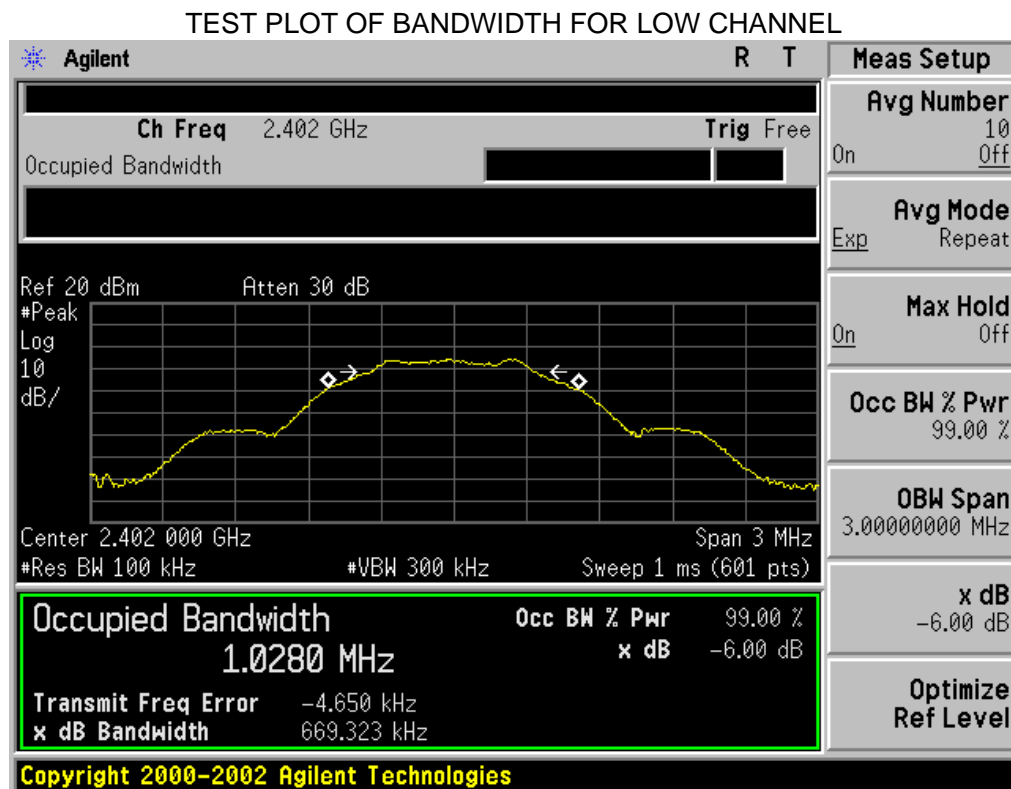 TEST PLOT OF BANDWIDTH FOR LOW CHANNEL
Agilent R T
Ch Freq 2.402 GHz Trig Free
Occupied Bandwidth
Ref 20 dBm Atten 30 dB
#Peak
Log
10
dB/
Center 2.402 000 GHz Span 3 MHz
#Res BW 100 kHz #VBW 300 kHz Sweep 1 ms (601 pts)
Occupied Bandwidth Occ BW % Pwr 99.00 %
1.0280 MHz x dB -6.00 dB
Transmit Freq Error -4.650 kHz
x dB Bandwidth 669.323 kHz
Copyright 2000-2002 Agilent Technologies
Meas Setup
Avg Number
10
On Off
Avg Mode
Exp Repeat
Max Hold
On Off
Occ BW % Pwr
99.00 %
OBW Span
3.00000000 MHz
x dB
-6.00 dB
Optimize
Ref Level